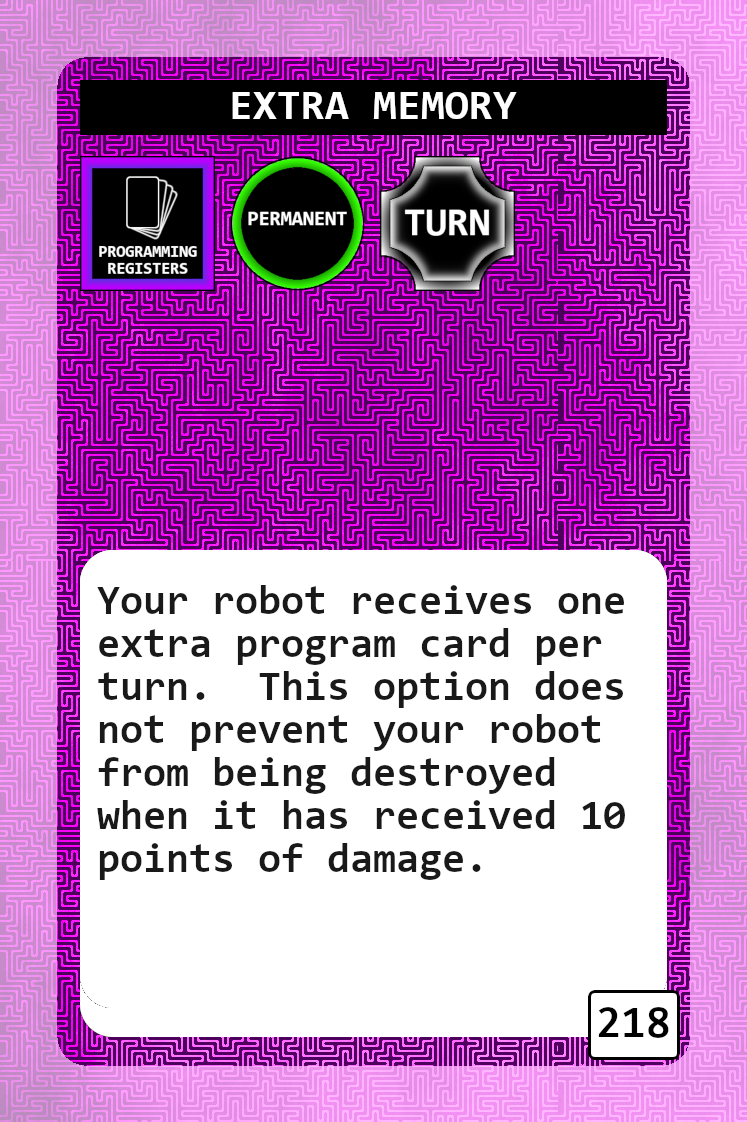 EXTRA MEMORY
PROGRAMMING
REGISTERS
PERMANENT
TURN
Your robot receives one
extra program card per
turn.  This option does
not prevent your robot
from being destroyed
when it has received 10
points of damage.
218